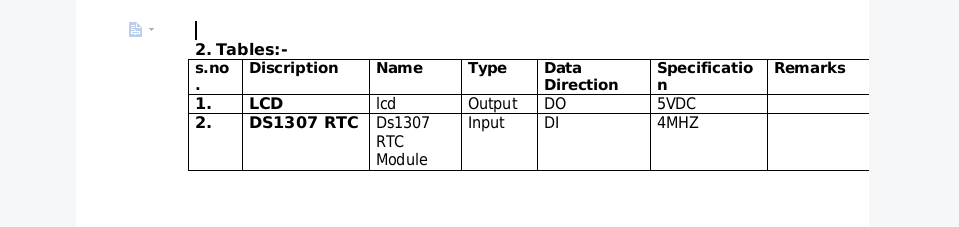 2. Tables:-
s.no. Discription Name Type Data Direction Specification Remarks
1. LCD lcd Output DO 5VDC
2. DS1307 RTC Ds1307 RTC Module Input DI 4MHZ